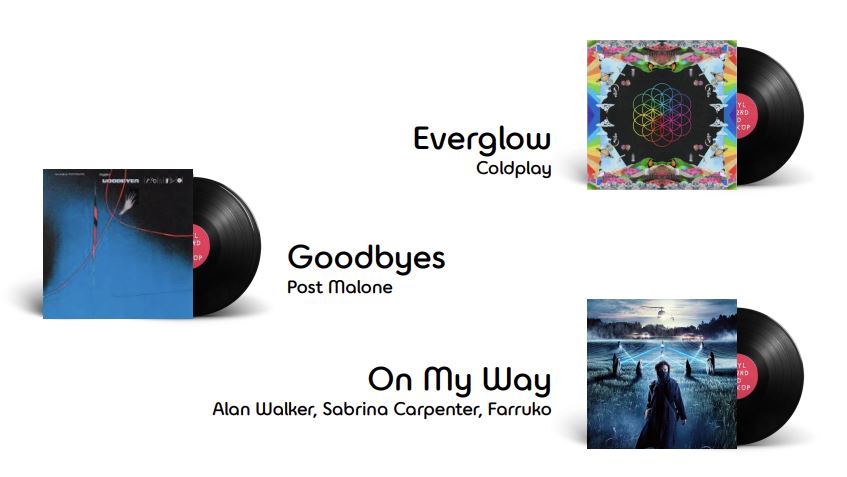 Everglow
Coldplay
Goodbyes
Post Malone
On My Way
Alan Walker, Sabrina Carpenter, Farruko